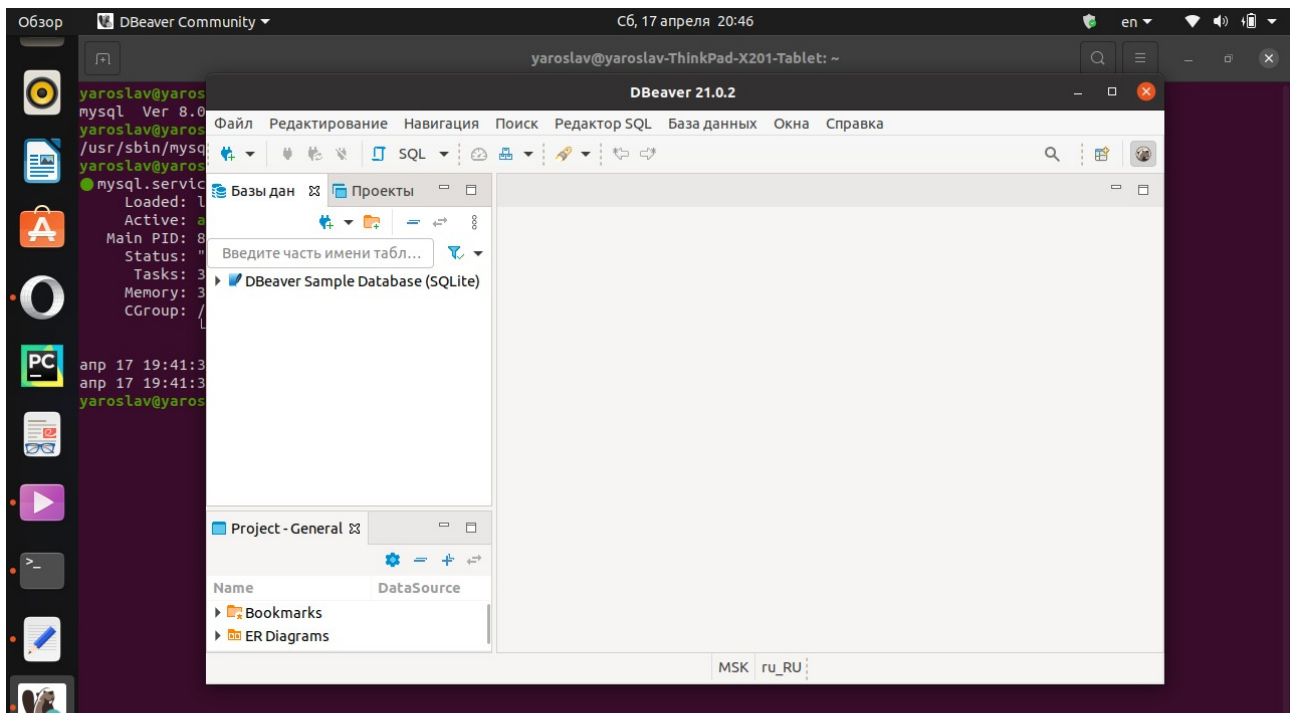 Обзор DBeaver Community Сб, 17 апреля 20:46 en
yaroslav@yaroslav-ThinkPad-X201-Tablet: ~
yaroslav@yaros
mysql Ver 8.0
yaroslav@yaros
/usr/sbin/mysq
yaroslav@yaros
mysql.servic
Loaded: l
Active: a
Main PID: 8
Status: "
Tasks: 3
Memory: 3
CGroup: /
апр 17 19:41:3
апр 17 19:41:3
yaroslav@yaros
DBeaver 21.0.2
Файл Редактирование Навигация Поиск Редактор SQL База данных Окна Справка
SQL
Базы дан Проекты
Введите часть имени табл...
DBeaver Sample Database (SQLite)
Project - General
Name DataSource
Bookmarks
ER Diagrams
MSK ru_RU
PC
>_